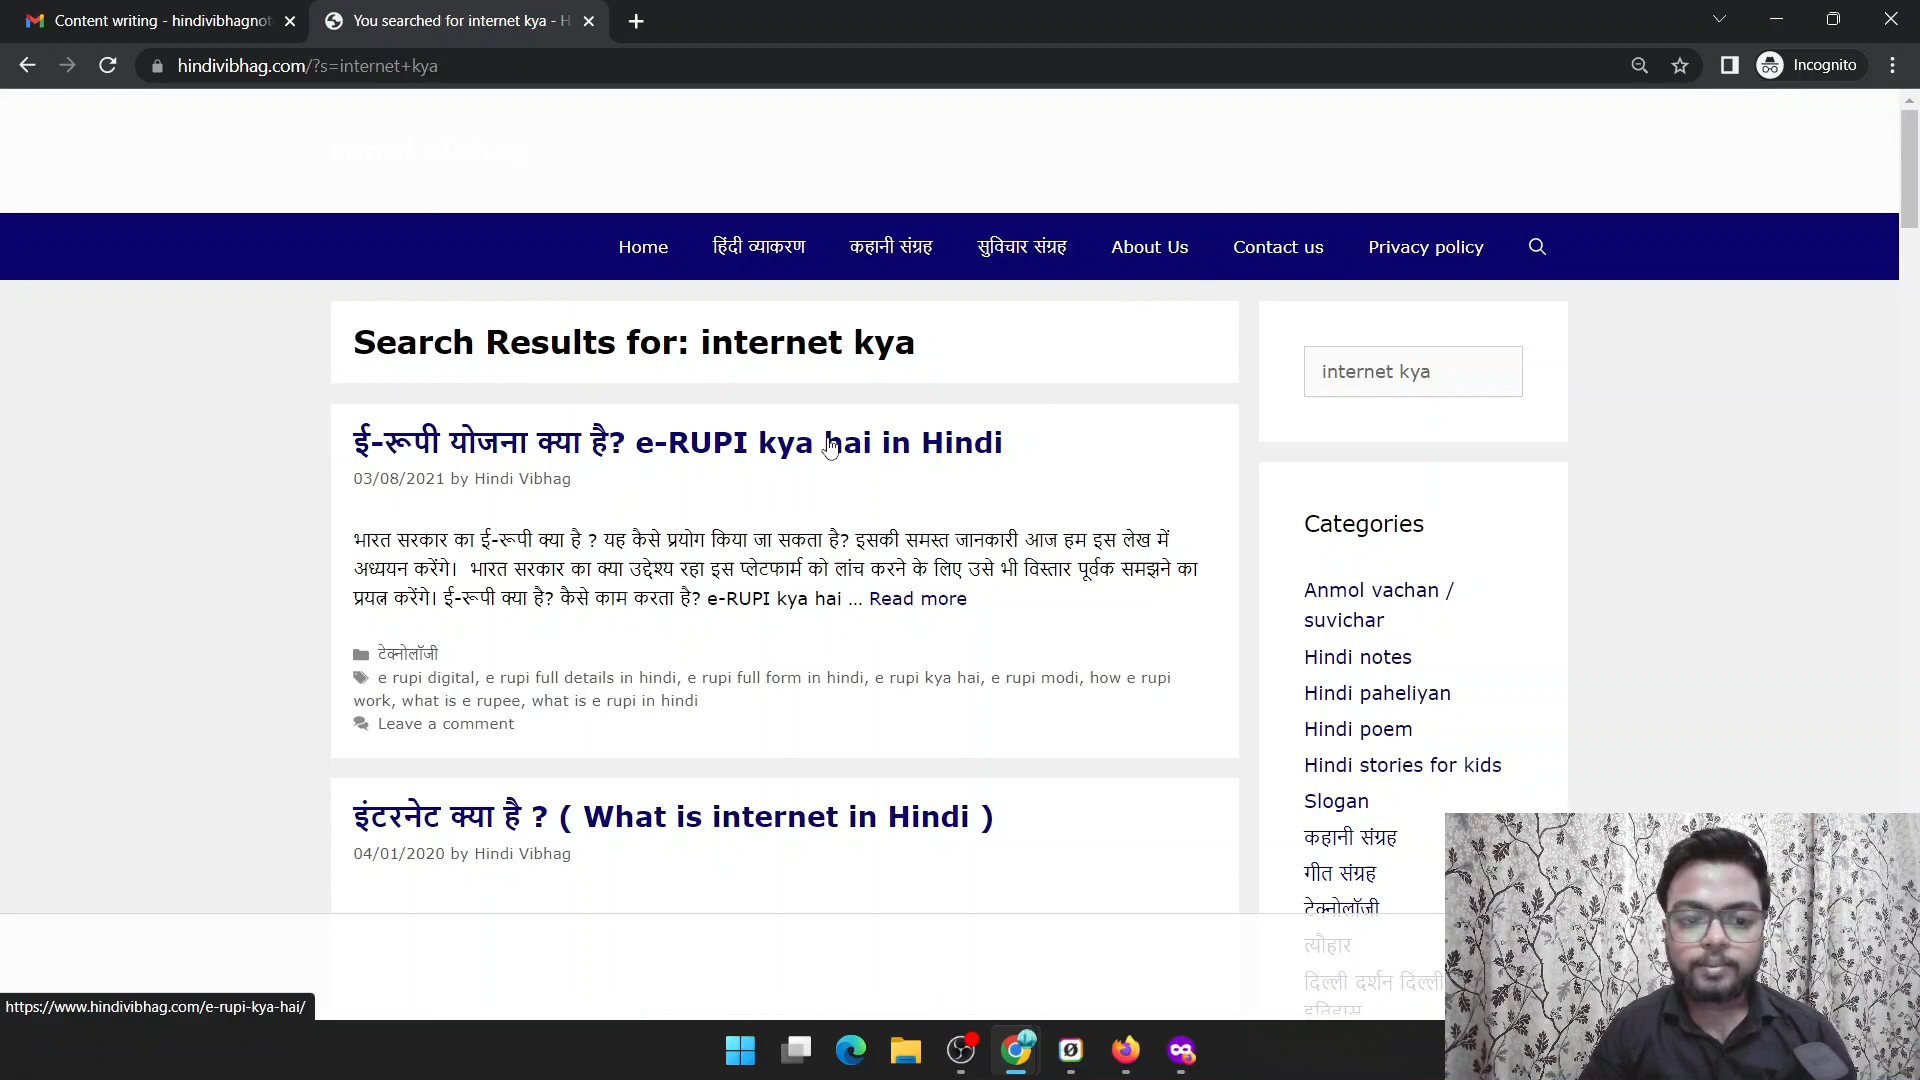 Content writing - hindivibhagnot
You searched for internet kya - H
hindivibhag.com/?s=internet+kya
Incognito
Home
हिंदी व्याकरण
कहानी संग्रह
सुविचार संग्रह
About Us
Contact us
Privacy policy
Search Results for: internet kya
internet kya
ई-रूपी योजना क्या है? e-RUPI kya hai in Hindi
03/08/2021 by Hindi Vibhag
भारत सरकार का ई-रूपी क्या है ? यह कैसे प्रयोग किया जा सकता है? इसकी समस्त जानकारी आज हम इस लेख में
अध्ययन करेंगे। भारत सरकार का क्या उद्देश्य रहा इस प्लेटफार्म को लांच करने के लिए उसे भी विस्तार पूर्वक समझने का
प्रयत्न करेंगे। ई-रूपी क्या है? कैसे काम करता है? e-RUPI kya hai ... Read more
टेक्नोलॉजी
e rupi digital, e rupi full details in hindi, e rupi full form in hindi, e rupi kya hai, e rupi modi, how e rupi
work, what is e rupee, what is e rupi in hindi
Leave a comment
इंटरनेट क्या है ? ( What is internet in Hindi )
04/01/2020 by Hindi Vibhag
Categories
Anmol vachan /
suvichar
Hindi notes
Hindi paheliyan
Hindi poem
Hindi stories for kids
Slogan
कहानी संग्रह
गीत संग्रह
टेक्नोलॉजी
त्यौहार
दिल्ली दर्शन दिल्ली
इतिहास
https://www.hindivibhag.com/e-rupi-kya-hai/